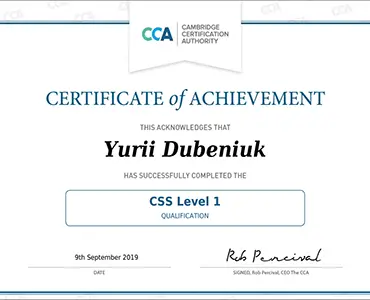 CCA
CAMBRIDGE
CERTIFICATION
AUTHORITY
CERTIFICATE of ACHIEVEMENT
THIS ACKNOWLEDGES THAT
Yurii Dubeniuk
HAS SUCCESSFULLY COMPLETED THE
CSS Level 1
QUALIFICATION
9th September 2019
Rob Percival
DATE
SIGNED, Rob Percival, CEO The CCA